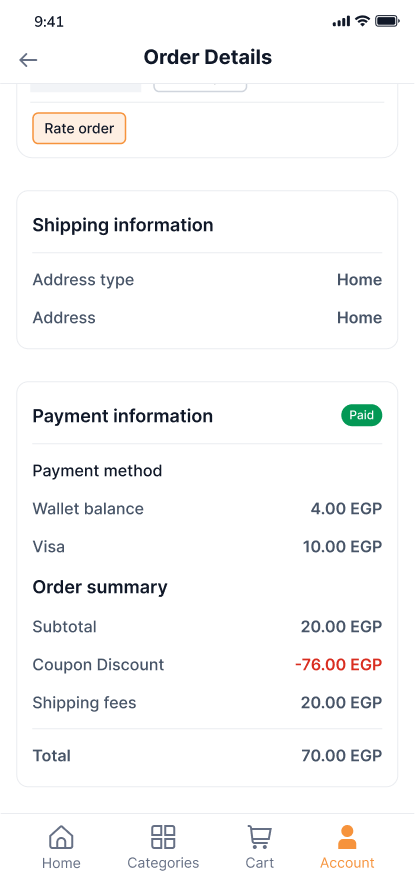 9:41
Order Details
Rate order
Shipping information
Address type Home
Address Home
Payment information Paid
Payment method
Wallet balance 4.00 EGP
Visa 10.00 EGP
Order summary
Subtotal 20.00 EGP
Coupon Discount -76.00 EGP
Shipping fees 20.00 EGP
Total 70.00 EGP
Home Categories Cart Account